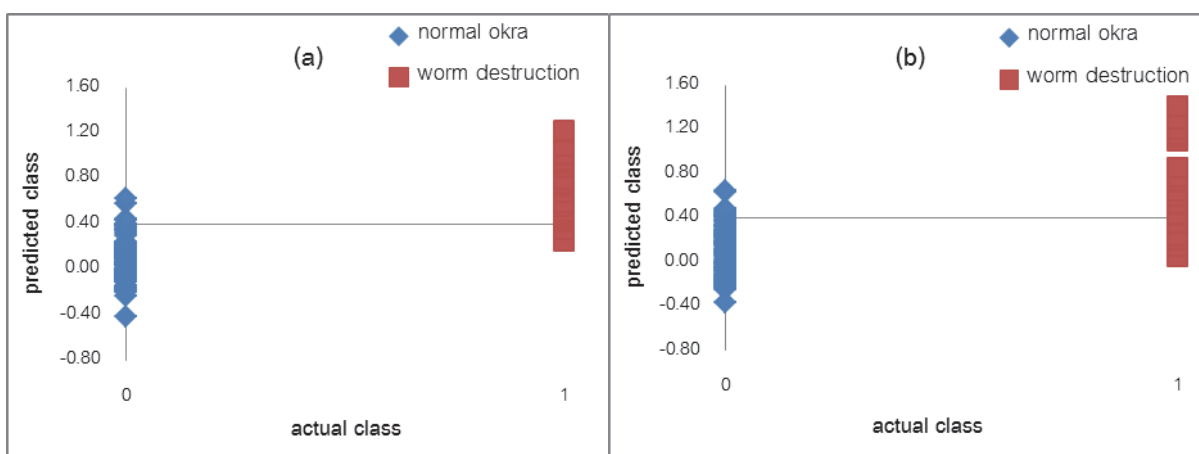 (a)
normal okra
worm destruction
predicted class
1.60
1.20
0.80
0.40
0.00
-0.40
-0.80
0
1
actual class
(b)
normal okra
worm destruction
predicted class
1.60
1.20
0.80
0.40
0.00
-0.40
-0.80
0
1
actual class